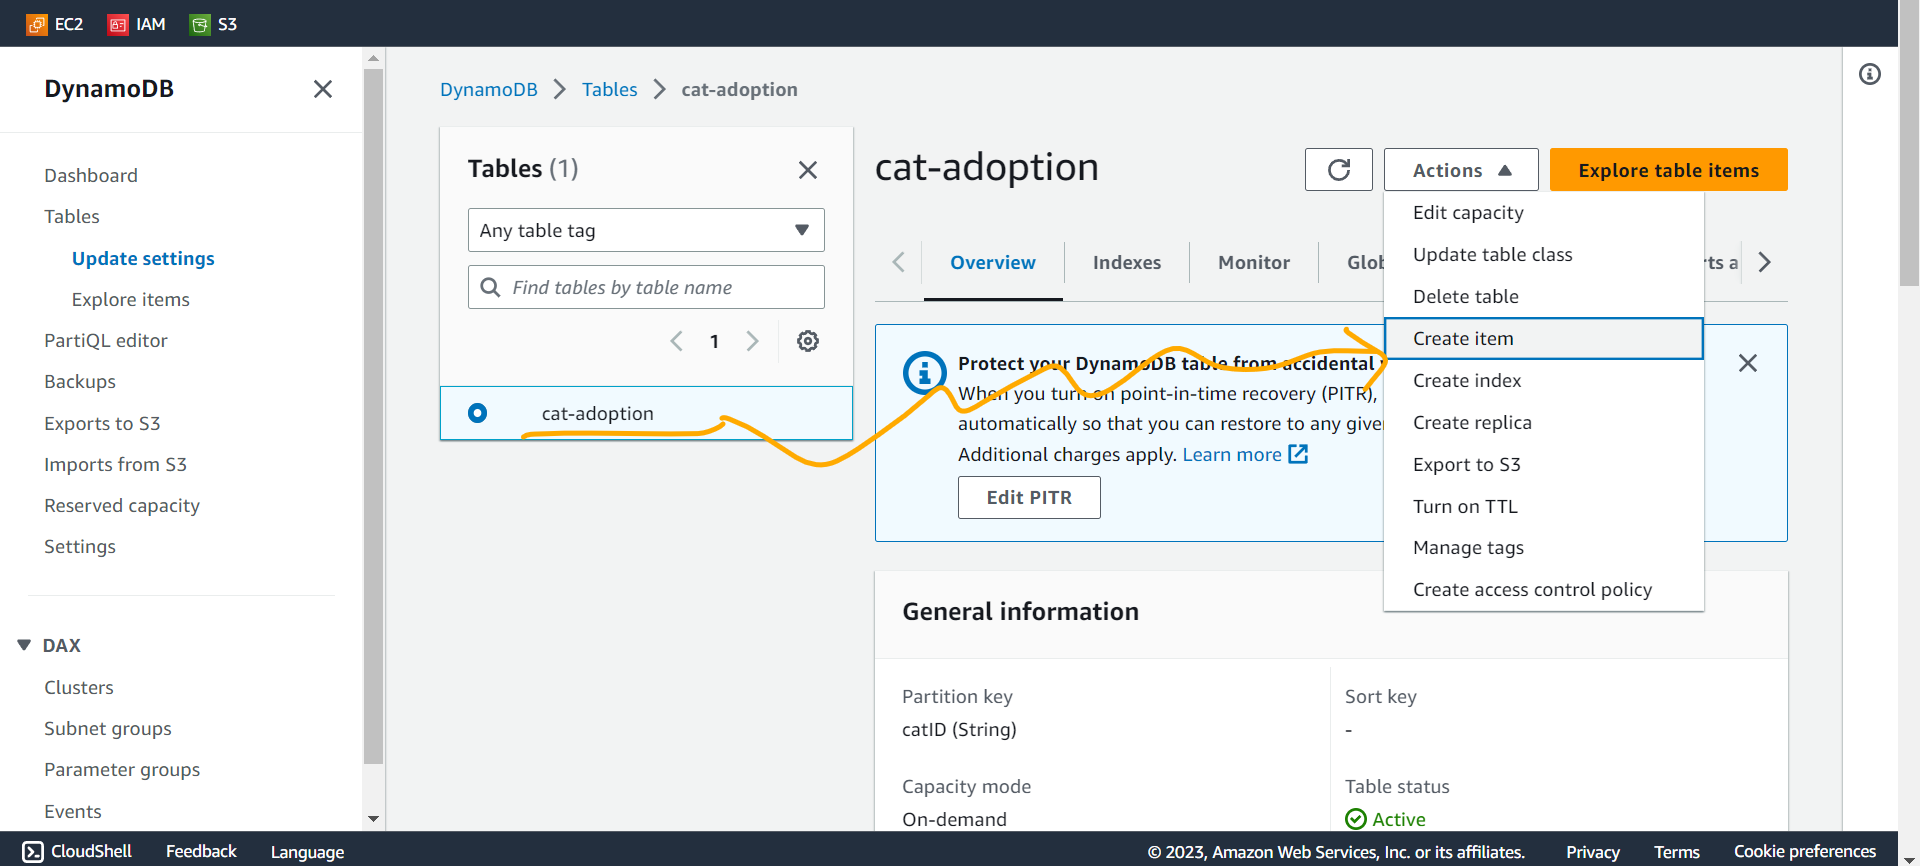 EC2 IAM S3
DynamoDB
Dashboard
Tables
Update settings
Explore items
PartiQL editor
Backups
Exports to S3
Imports from S3
Reserved capacity
Settings
DAX
Clusters
Subnet groups
Parameter groups
Events
DynamoDB Tables cat-adoption
Tables (1)
Any table tag
Find tables by table name
1
cat-adoption
cat-adoption
Actions
Explore table items
Edit capacity
Update table class
Delete table
Create item
Create index
Create replica
Export to S3
Turn on TTL
Manage tags
Create access control policy
Overview Indexes Monitor
Protect your DynamoDB table from accidental
When you turn on point-in-time recovery (PITR),
automatically so that you can restore to any
Additional charges apply. Learn more
Edit PITR
General information
Partition key
catID (String)
Sort key
-
Capacity mode
On-demand
Table status
Active
CloudShell Feedback Language
© 2023, Amazon Web Services, Inc. or its affiliates. Privacy Terms Cookie preferences